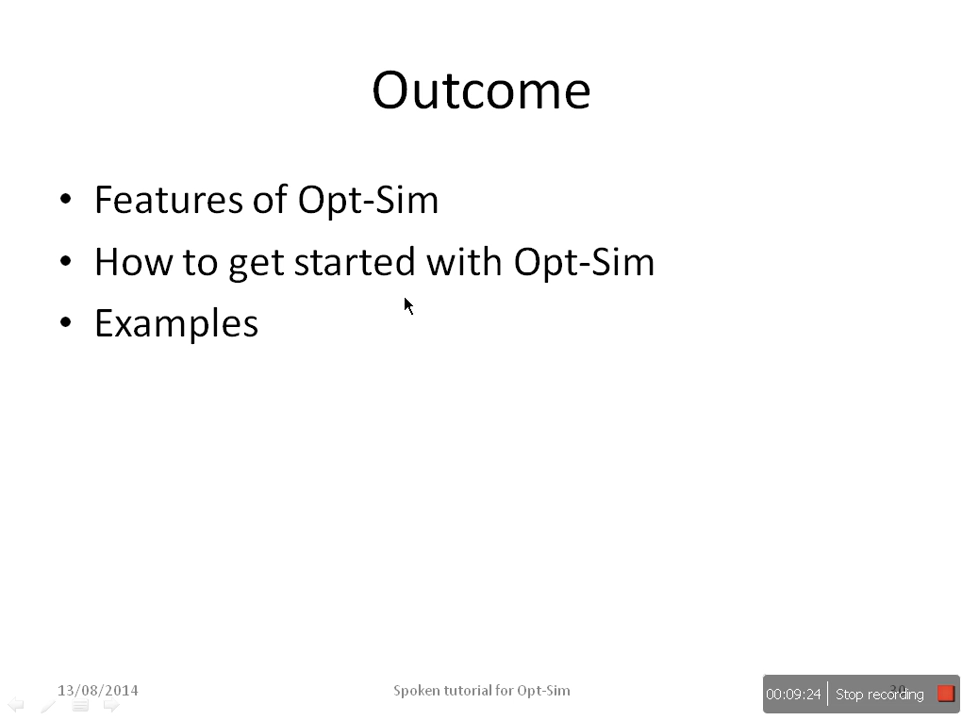 Outcome
• Features of Opt-Sim
• How to get started with Opt-Sim
• Examples
13/08/2014
Spoken tutorial for Opt-Sim
00:09:24
Stop recording